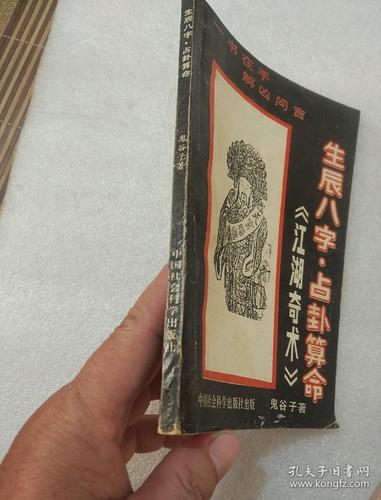 生辰八字·占卦算命
鬼谷子著
中国社会科学出版社
一书在手
解凶问吉
生辰八字·占卦算命
《江湖奇术》
中国社会科学出版社出版
鬼谷子著
孔夫子旧书网
kongfz.com